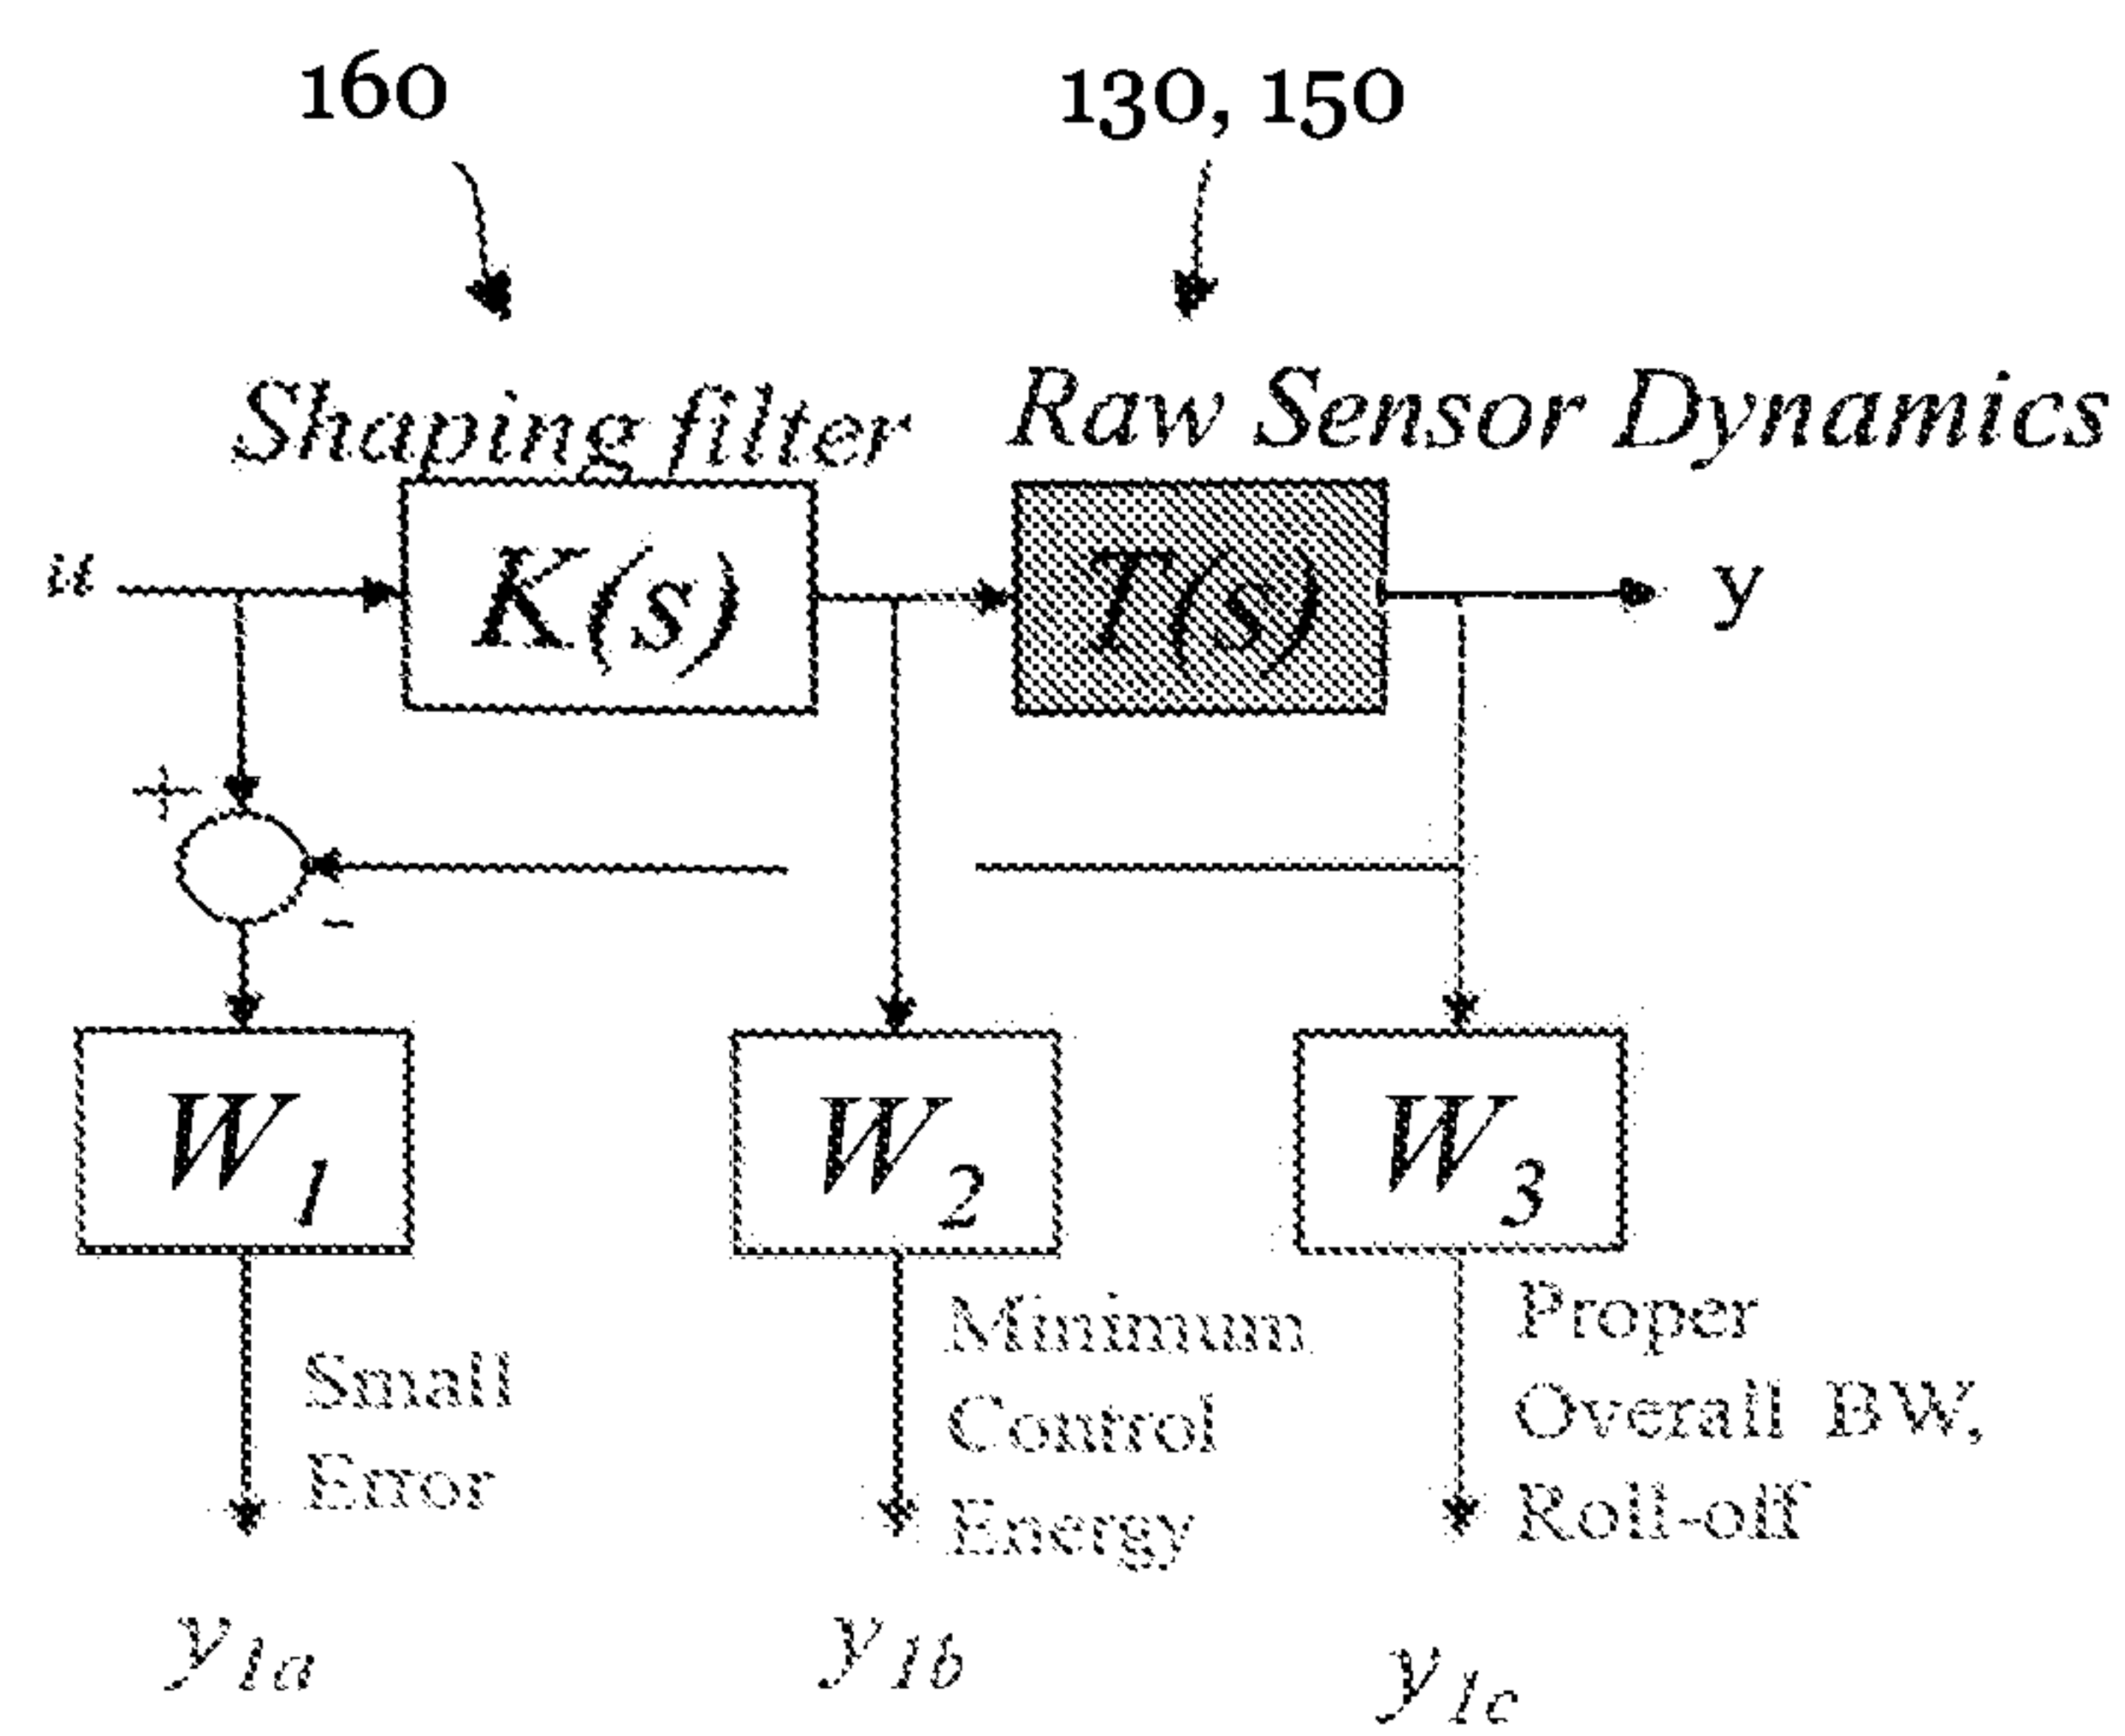 160
130, 150
Shaping filter
Raw Sensor Dynamics
u
K(s)
T(s)
y
+
-
W1
W2
W3
Small
Error
Minimum
Control
Energy
Proper
Overall BW,
Roll-off
y1a
y1b
y1c